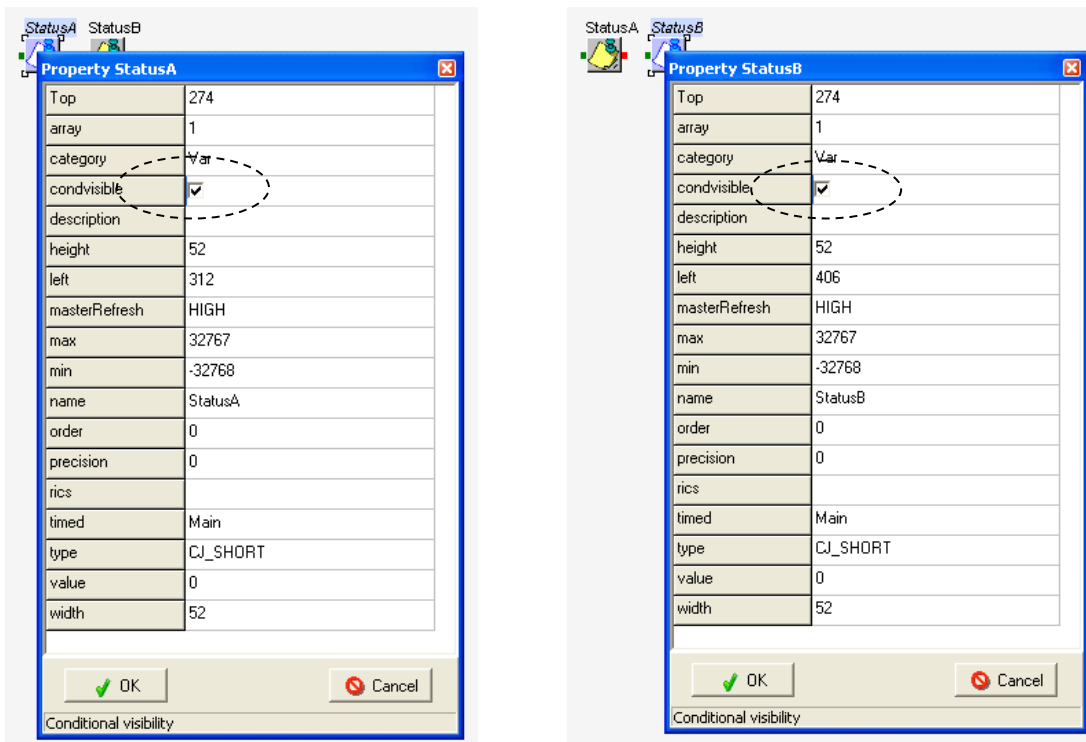 StatusA StatusB
Property StatusA
Top 274
array 1
category Var
condvisible
description
height 52
left 312
masterRefresh HIGH
max 32767
min -32768
name StatusA
order 0
precision 0
rics
timed Main
type CJ_SHORT
value 0
width 52
OK Cancel
Conditional visibility
StatusA StatusB
Property StatusB
Top 274
array 1
category Var
condvisible
description
height 52
left 406
masterRefresh HIGH
max 32767
min -32768
name StatusB
order 0
precision 0
rics
timed Main
type CJ_SHORT
value 0
width 52
OK Cancel
Conditional visibility